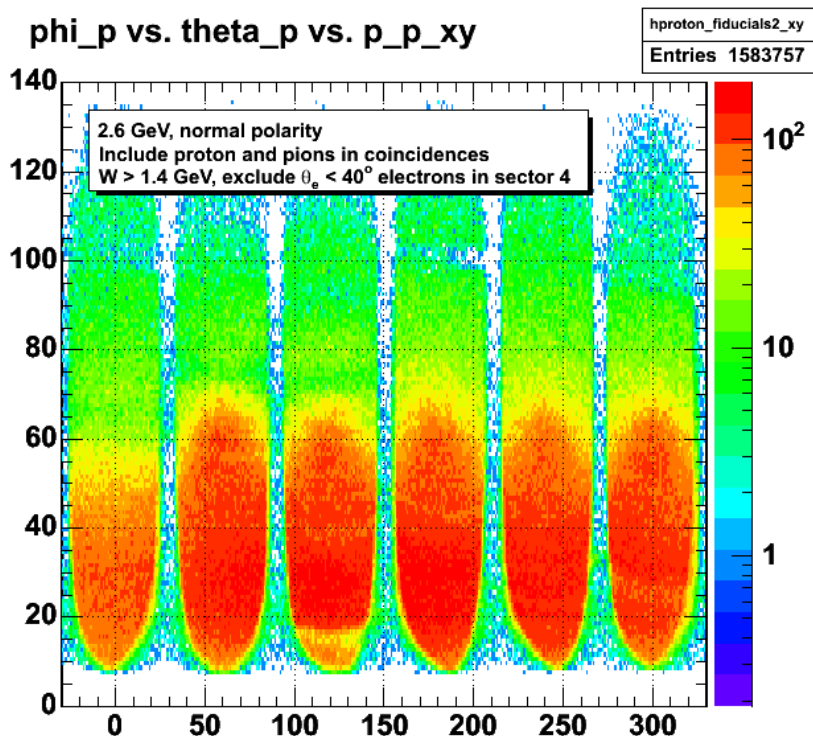 phi_p vs. theta_p vs. p_p_xy
hproton_fiducials2_xy
Entries 1583757
2.6 GeV, normal polarity
Include proton and pions in coincidences
W > 1.4 GeV, exclude θe < 40° electrons in sector 4
140
120
100
80
60
40
20
0
0 50 100 150 200 250 300
10²
10
1